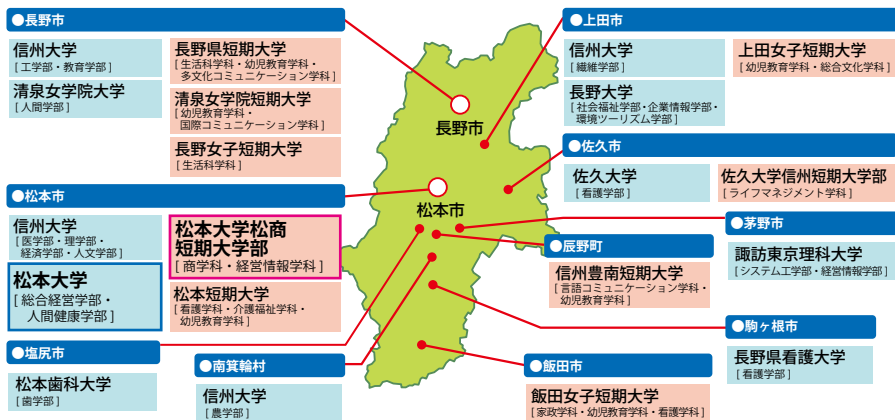 ●長野市
信州大学
[ 工学部・教育学部 ]
清泉女学院大学
[ 人間学部 ]
長野県短期大学
[ 生活科学科・幼児教育学科・
多文化コミュニケーション学科 ]
清泉女学院短期大学
[ 幼児教育学科・
国際コミュニケーション学科 ]
長野女子短期大学
[ 生活科学科 ]
●上田市
信州大学
[ 繊維学部 ]
長野大学
[ 社会福祉学部・企業情報学部・
環境ツーリズム学部 ]
上田女子短期大学
[ 幼児教育学科・総合文化学科 ]
長野市
●佐久市
佐久大学
[ 看護学部 ]
佐久大学信州短期大学部
[ ライフマネジメント学科 ]
●松本市
信州大学
[ 医学部・理学部・
経済学部・人文学部 ]
松本大学
[ 総合経営学部・
人間健康学部 ]
松本大学松商
短期大学部
[ 商学科・経営情報学科 ]
松本短期大学
[ 看護学科・介護福祉学科・
幼児教育学科 ]
松本市
●茅野市
諏訪東京理科大学
[ システム工学部・経営情報学部 ]
●辰野町
信州豊南短期大学
[ 言語コミュニケーション学科・
幼児教育学科 ]
●駒ヶ根市
長野県看護大学
[ 看護学部 ]
●塩尻市
松本歯科大学
[ 歯学部 ]
●南箕輪村
信州大学
[ 農学部 ]
●飯田市
飯田女子短期大学
[ 家政学科・幼児教育学科・看護学科 ]